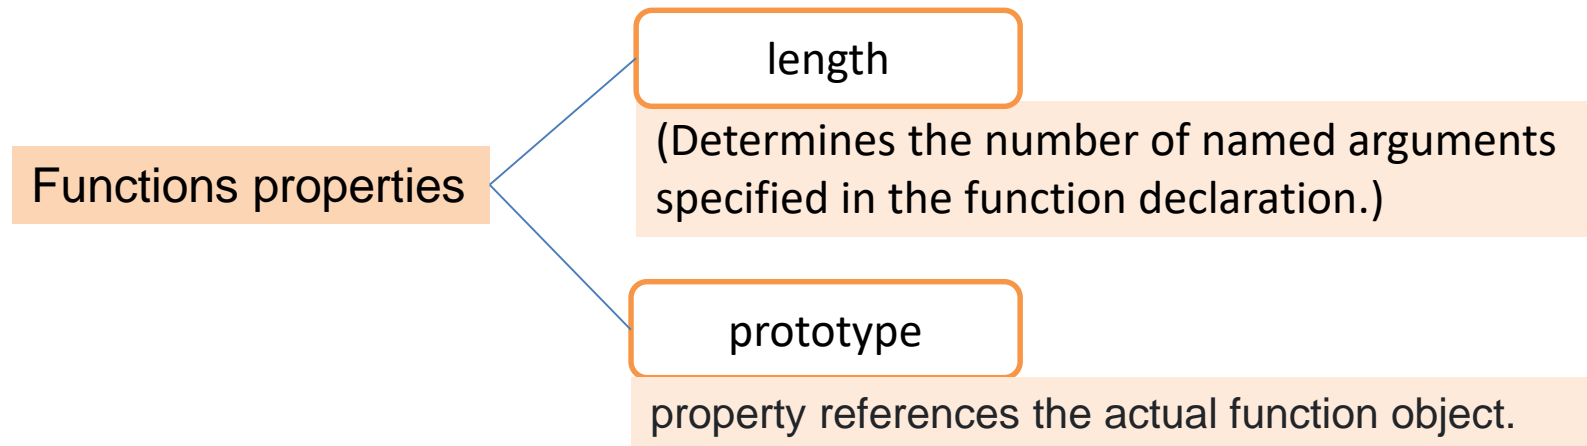 Functions properties
length
(Determines the number of named arguments
specified in the function declaration.)
prototype
property references the actual function object.